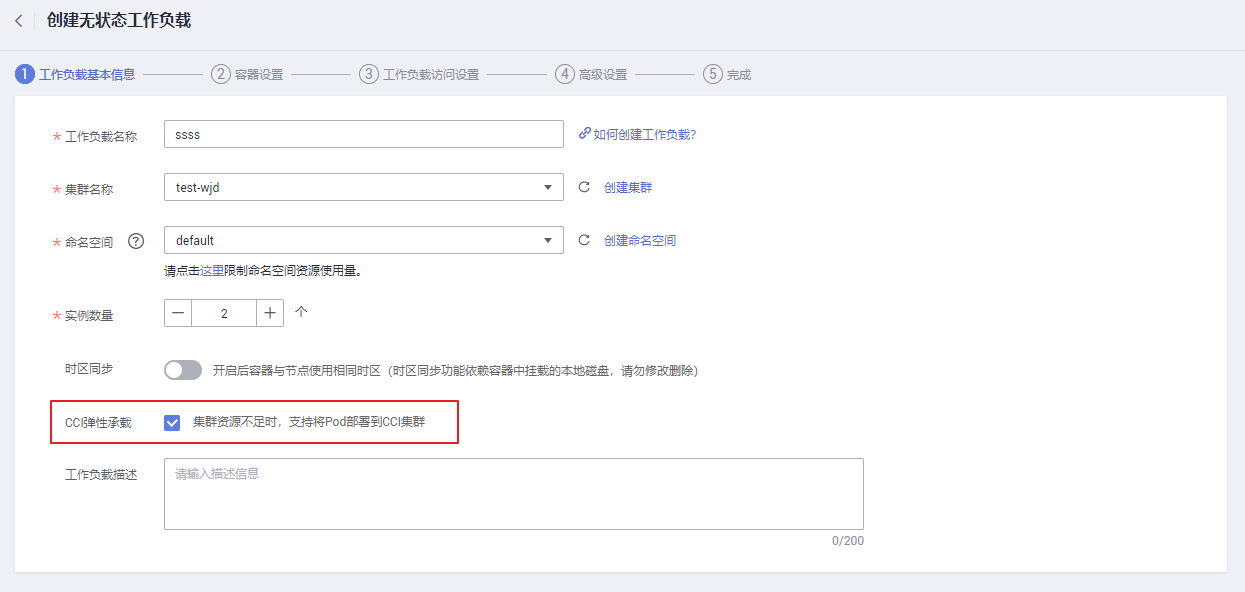 创建无状态工作负载
1 工作负载基本信息 2 容器设置 3 工作负载访问设置 4 高级设置 5 完成
* 工作负载名称 ssss 如何创建工作负载?
* 集群名称 test-wjd 创建集群
* 命名空间 ? default 创建命名空间
请点击这里限制命名空间资源使用量。
* 实例数量 — 2 + 个
时区同步 开启后容器与节点使用相同时区（时区同步功能依赖容器中挂载的本地磁盘，请勿修改删除）
CCI弹性承载 集群资源不足时，支持将Pod部署到CCI集群
工作负载描述 请输入描述信息
0/200